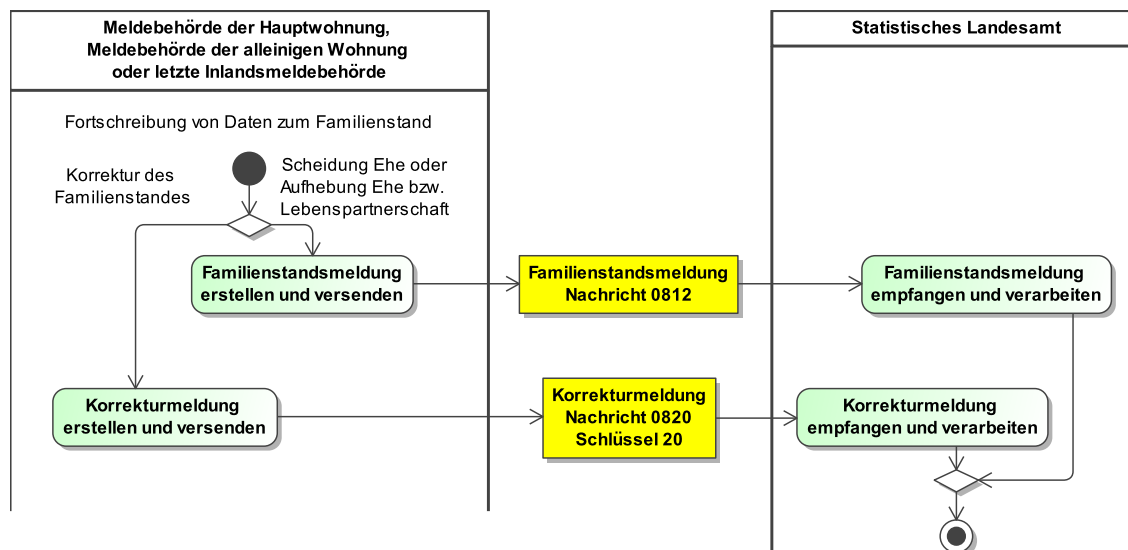 Meldebehörde der Hauptwohnung,
Meldebehörde der alleinigen Wohnung
oder letzte Inlandsmeldebehörde
Statistisches Landesamt
Fortschreibung von Daten zum Familienstand
Korrektur des
Familienstandes
Scheidung Ehe oder
Aufhebung Ehe bzw.
Lebenspartnerschaft
Familienstandsmeldung
erstellen und versenden
Familienstandsmeldung
Nachricht 0812
Familienstandsmeldung
empfangen und verarbeiten
Korrekturmeldung
erstellen und versenden
Korrekturmeldung
Nachricht 0820
Schlüssel 20
Korrekturmeldung
empfangen und verarbeiten